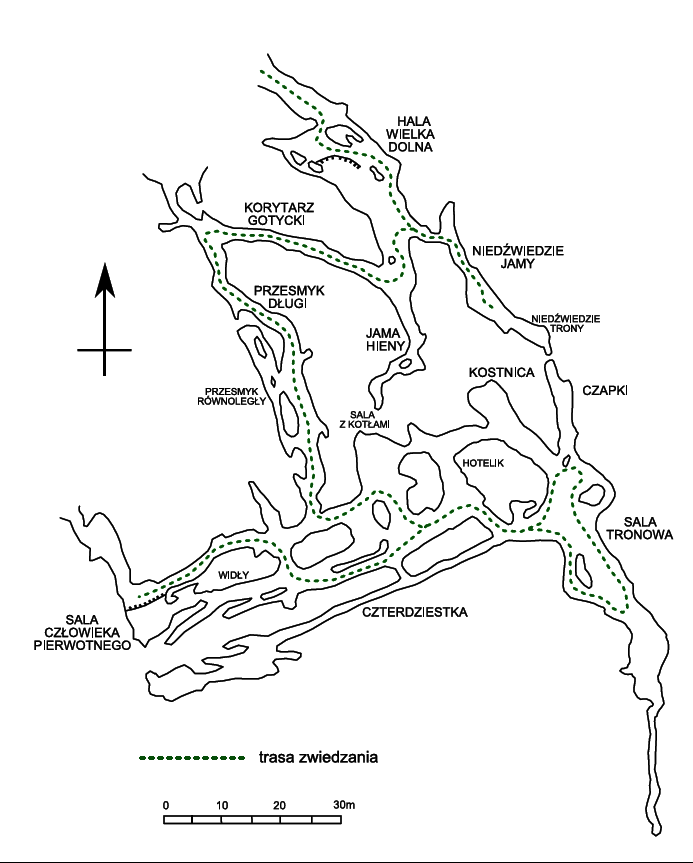 HALA
WIELKA
DOLNA
KORYTARZ
GOTYCKI
NIEDŹWIEDZIE
JAMY
PRZESMYK
DŁUGI
NIEDŹWIEDZIE
TRONY
JAMA
HIENY
KOSTNICA
CZAPKI
PRZESMYK
RÓWNOLEGŁY
SALA
Z KOTŁAMI
HOTELIK
SALA
TRONOWA
WIDŁY
CZTERDZIESTKA
SALA
CZŁOWIEKA
PIERWOTNEGO
trasa zwiedzania
0 10 20 30m